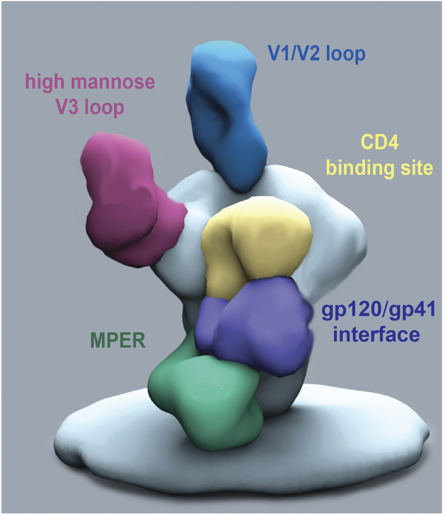 V1/V2 loop
high mannose
V3 loop
CD4
binding site
gp120/gp41
interface
MPER